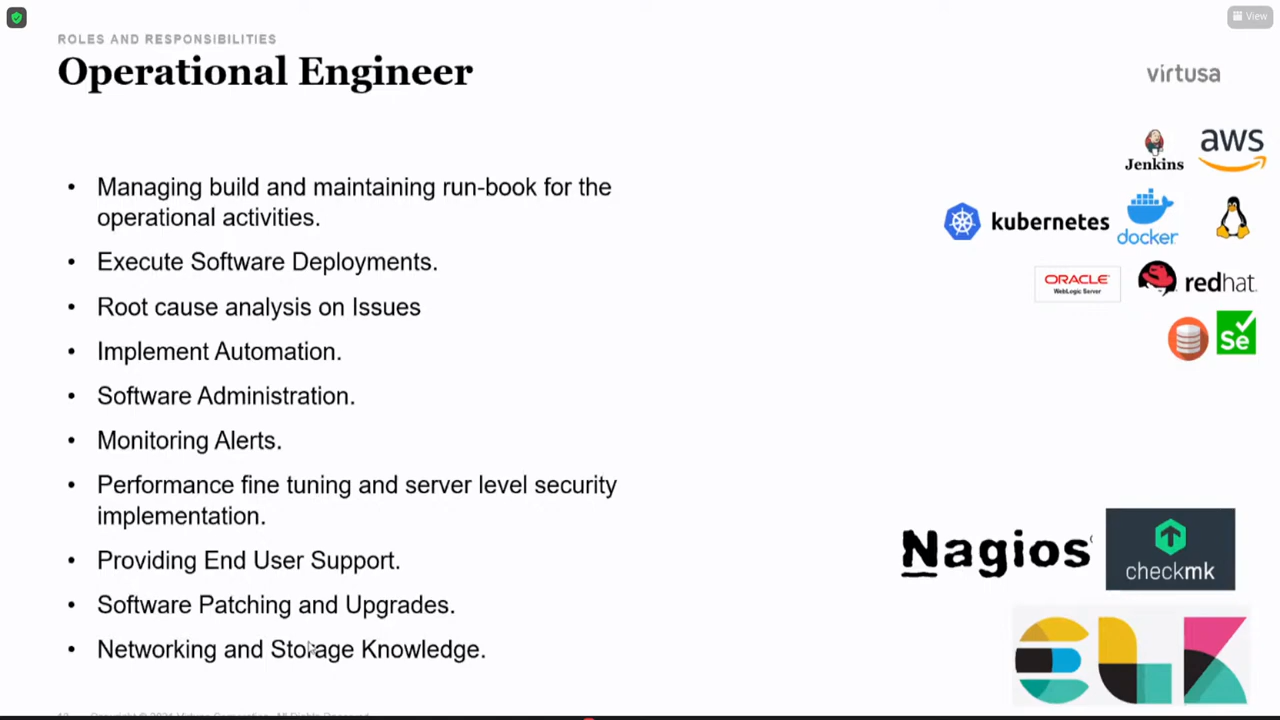 View
ROLES AND RESPONSIBILITIES
Operational Engineer
virtusa
Jenkins
aws
kubernetes
docker
ORACLE
WebLogic Server
redhat
Se
• Managing build and maintaining run-book for the
operational activities.
• Execute Software Deployments.
• Root cause analysis on Issues
• Implement Automation.
• Software Administration.
• Monitoring Alerts.
• Performance fine tuning and server level security
implementation.
• Providing End User Support.
• Software Patching and Upgrades.
• Networking and Storage Knowledge.
Nagios
checkmk
ELK